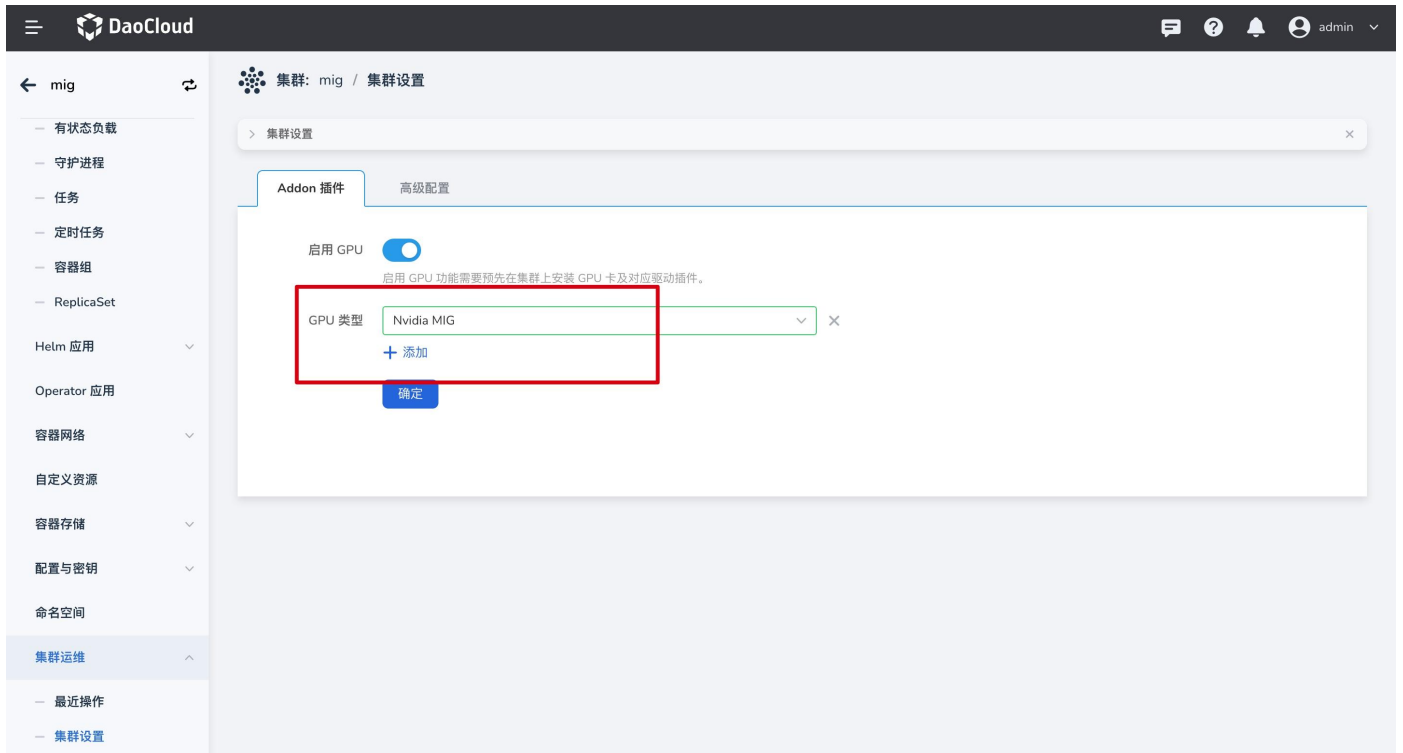 DaoCloud
admin
mig
集群: mig / 集群设置
有状态负载
守护进程
任务
定时任务
容器组
ReplicaSet
Helm 应用
Operator 应用
容器网络
自定义资源
容器存储
配置与密钥
命名空间
集群运维
最近操作
集群设置
集群设置
Addon 插件
高级配置
启用 GPU
启用 GPU 功能需要预先在集群上安装 GPU 卡及对应驱动插件。
GPU 类型
Nvidia MIG
添加
确定